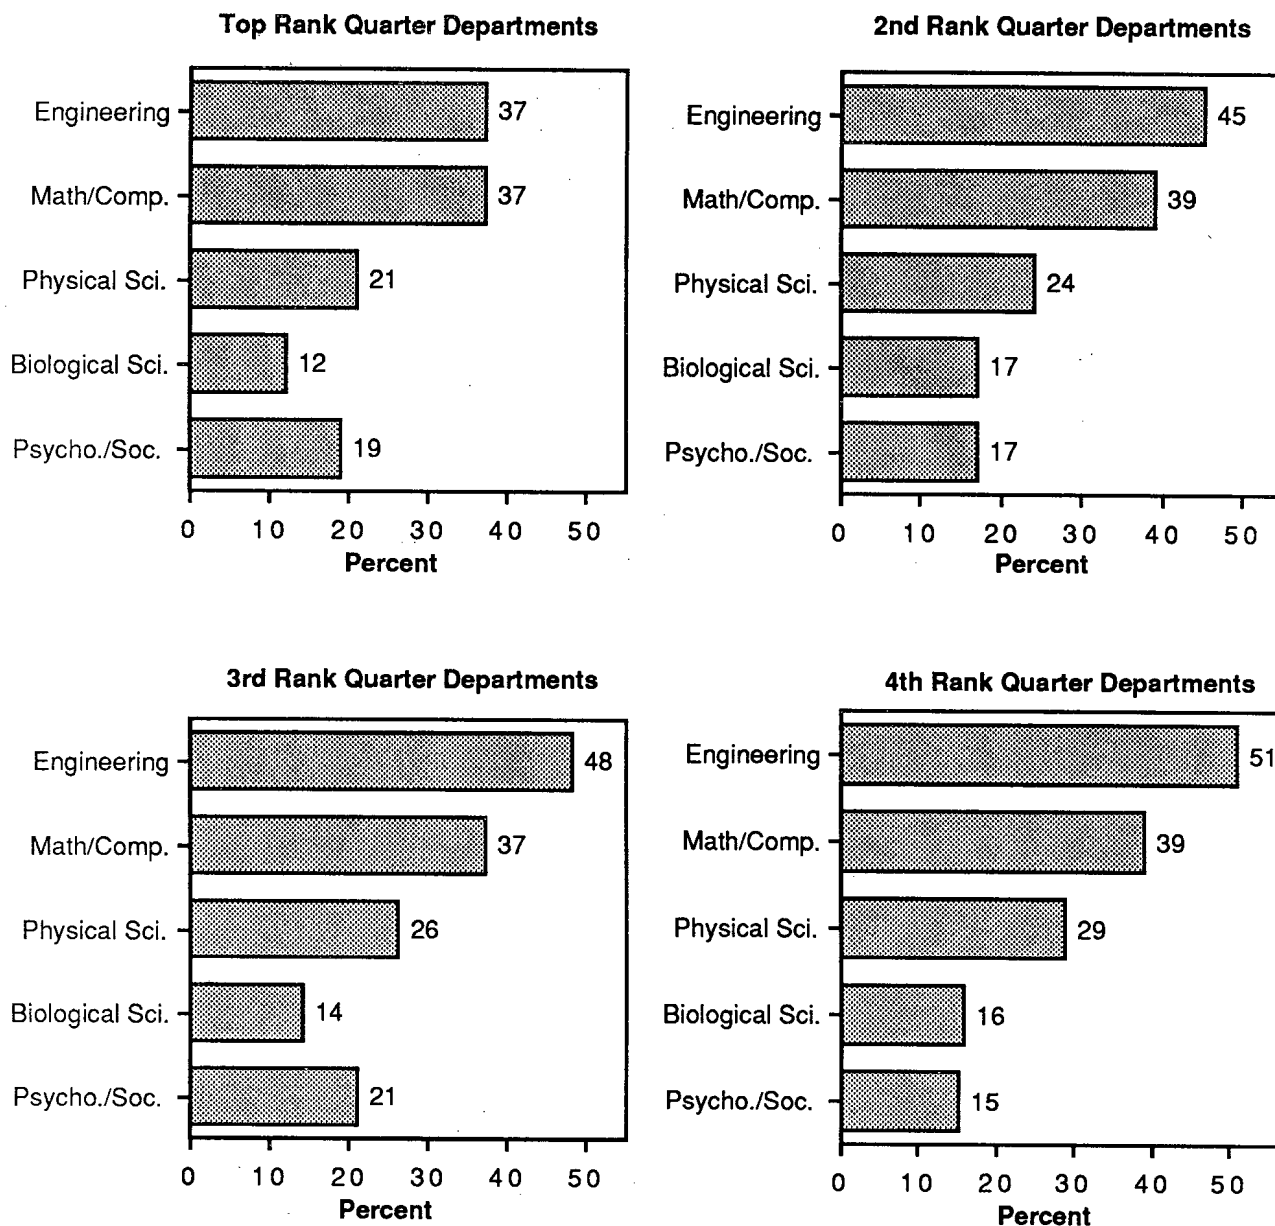 Top Rank Quarter Departments
Engineering 37
Math/Comp. 37
Physical Sci. 21
Biological Sci. 12
Psycho./Soc. 19
0 10 20 30 40 50
Percent
2nd Rank Quarter Departments
Engineering 45
Math/Comp. 39
Physical Sci. 24
Biological Sci. 17
Psycho./Soc. 17
0 10 20 30 40 50
Percent
3rd Rank Quarter Departments
Engineering 48
Math/Comp. 37
Physical Sci. 26
Biological Sci. 14
Psycho./Soc. 21
0 10 20 30 40 50
Percent
4th Rank Quarter Departments
Engineering 51
Math/Comp. 39
Physical Sci. 29
Biological Sci. 16
Psycho./Soc. 15
0 10 20 30 40 50
Percent